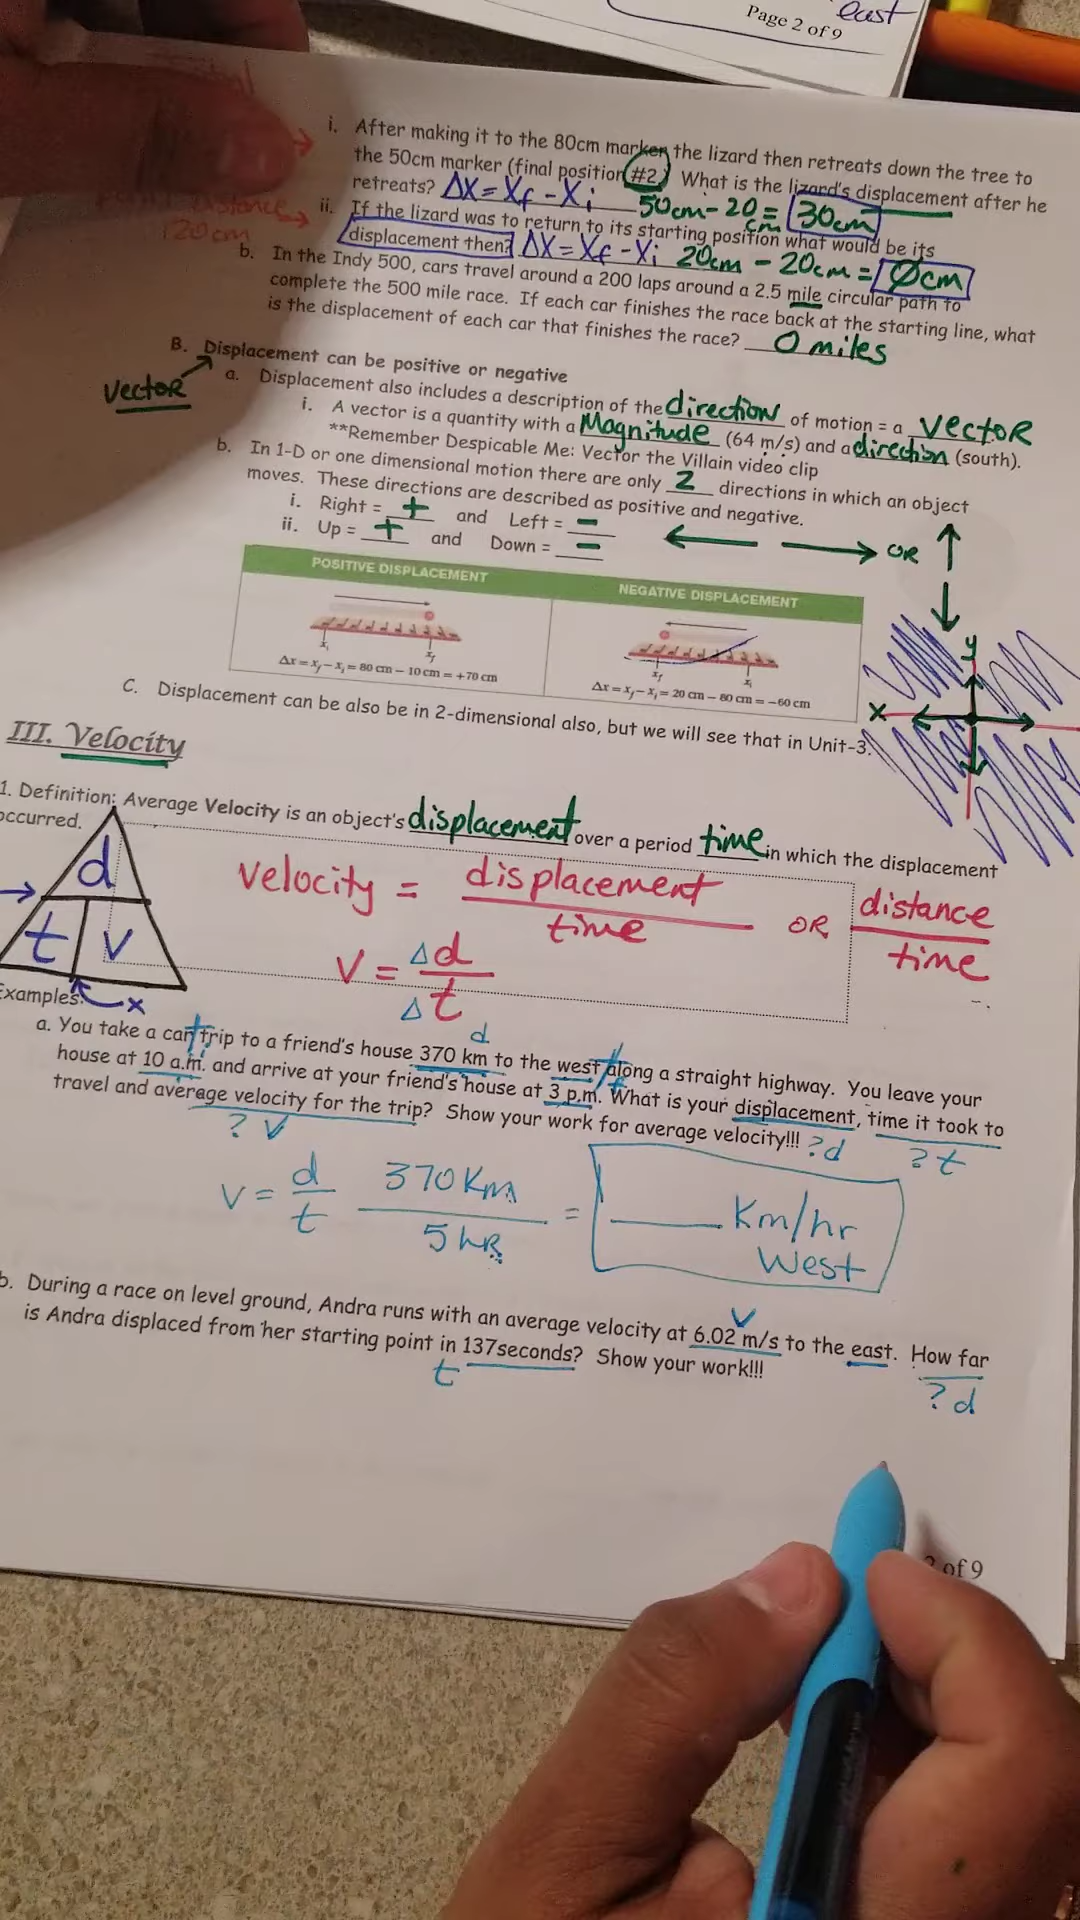 east
Page 2 of 9
i. After making it to the 80cm marker the lizard then retreats down the tree to
the 50cm marker (final position #2) What is the lizard's displacement after he
retreats? ΔX = Xf - Xi 50cm - 20 cm = 30cm
distance
120cm
ii. If the lizard was to return to its starting position what would be its
displacement then? ΔX = Xf - Xi 20cm - 20cm = 0cm
b. In the Indy 500, cars travel around a 200 laps around a 2.5 mile circular path to
complete the 500 mile race. If each car finishes the race back at the starting line, what
is the displacement of each car that finishes the race? 0 miles
B. Displacement can be positive or negative
Vector
a. Displacement also includes a description of the direction of motion = a vector
i. A vector is a quantity with a Magnitude (64 m/s) and a direction (south).
**Remember Despicable Me: Vector the Villain video clip
b. In 1-D or one dimensional motion there are only 2 directions in which an object
moves. These directions are described as positive and negative.
i. Right = + and Left = -
ii. Up = + and Down = -
OR
POSITIVE DISPLACEMENT
NEGATIVE DISPLACEMENT
xi xf
xf xi
Δx = xf - xi = 80 cm - 10 cm = +70 cm
Δx = xf - xi = 20 cm - 80 cm = -60 cm
y
x
C. Displacement can be also be in 2-dimensional also, but we will see that in Unit-3.
III. Velocity
1. Definition: Average Velocity is an object's displacement over a period time in which the displacement
occurred.
d
t v
x
velocity = displacement / time OR distance / time
V = Δd / Δt
Examples:
d
a. You take a car trip to a friend's house 370 km to the west along a straight highway. You leave your
house at 10 a.m. and arrive at your friend's house at 3 p.m. What is your displacement, time it took to
travel and average velocity for the trip? Show your work for average velocity!!! ?d ?t
? V
V = d / t 370 Km / 5 hR = ____ Km/hr
West
V
b. During a race on level ground, Andra runs with an average velocity at 6.02 m/s to the east. How far
is Andra displaced from her starting point in 137seconds? Show your work!!!
t
? d
of 9